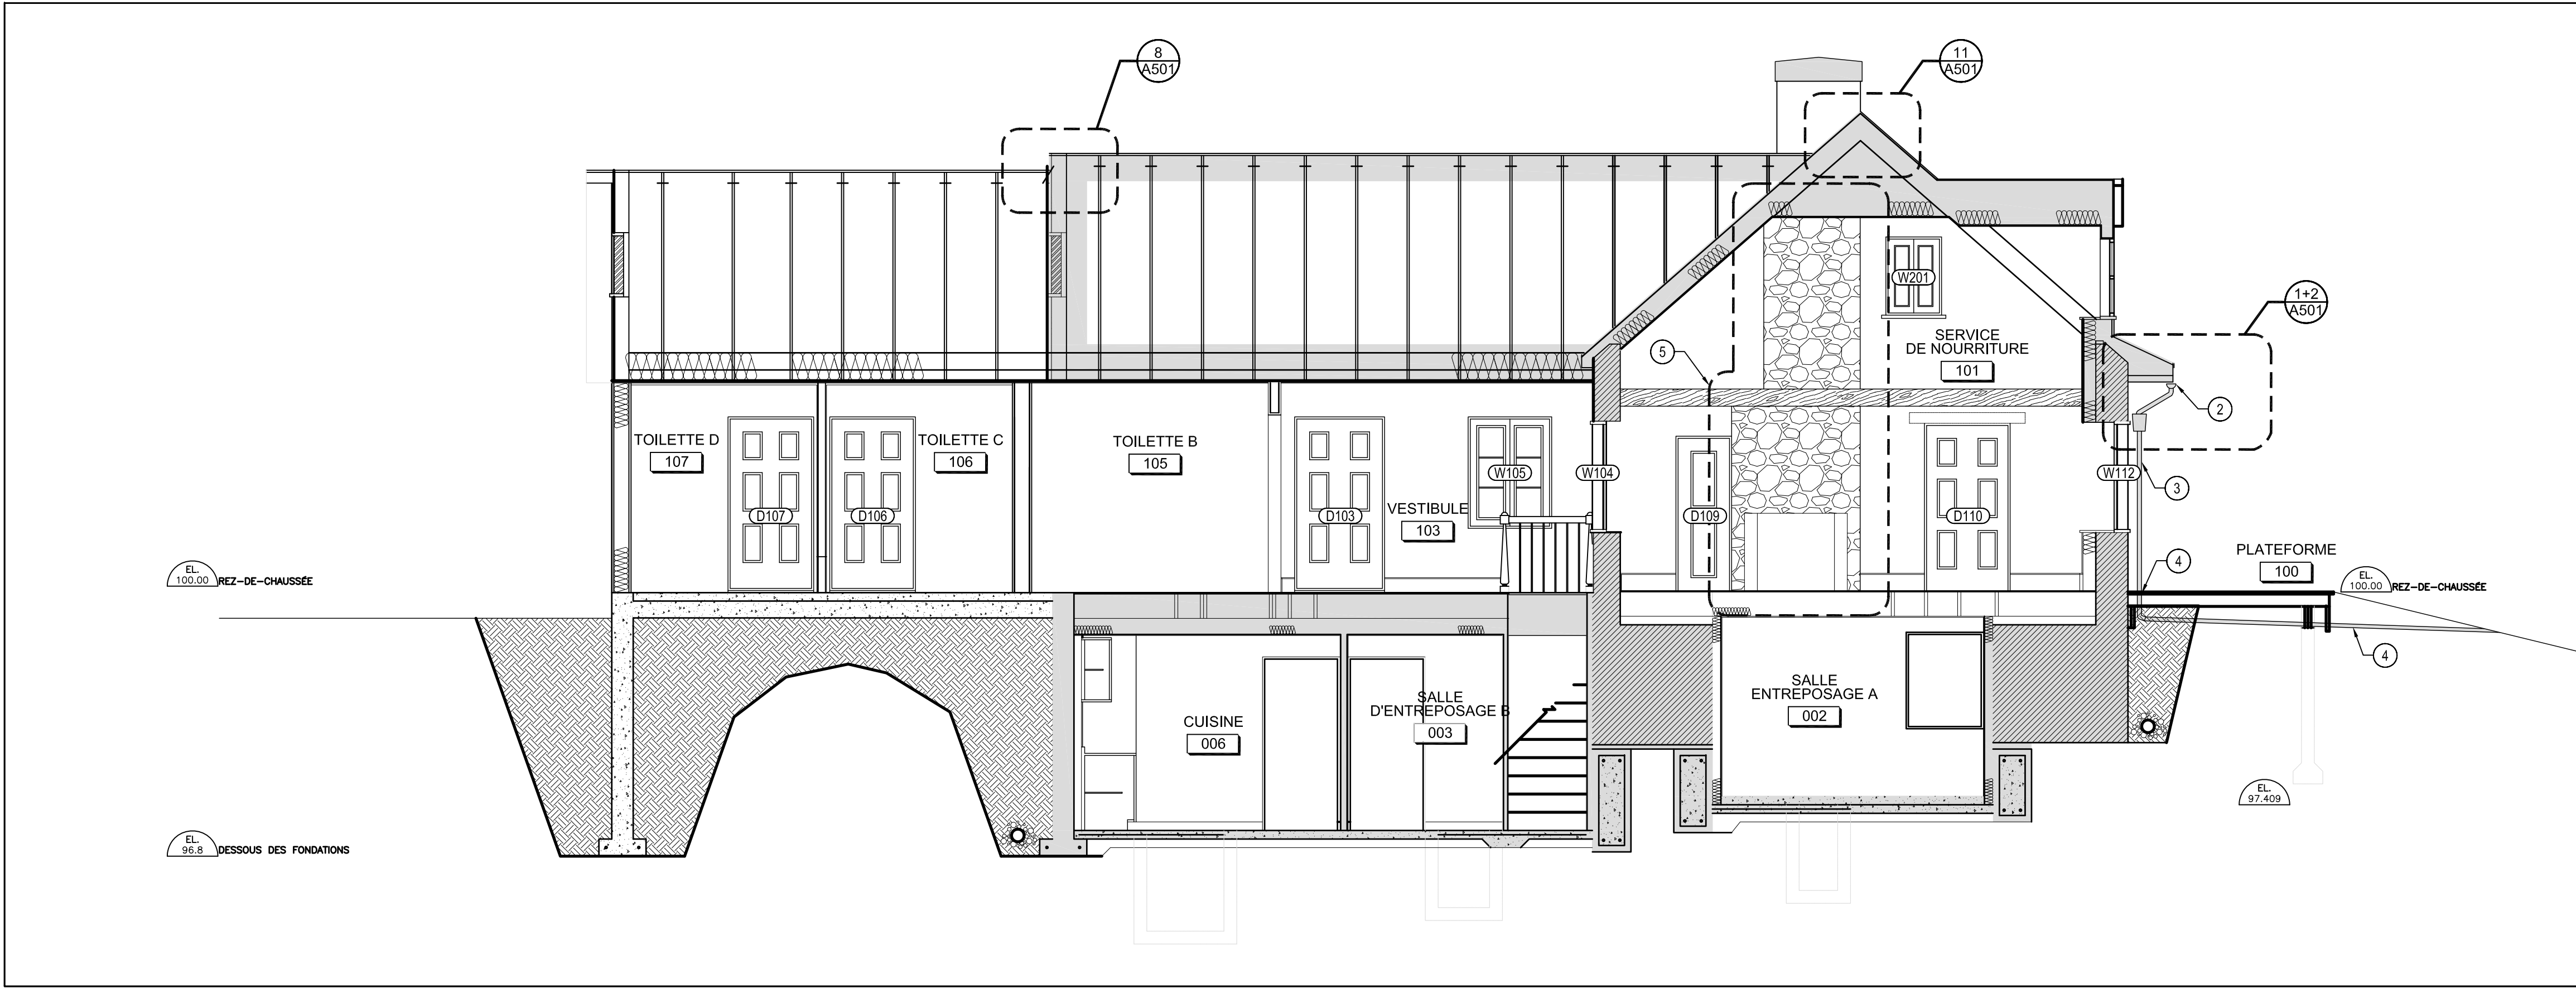 8
A501
11
A501
1+2
A501
W201
SERVICE
DE NOURRITURE
101
5
2
TOILETTE D
107
D107
D106
TOILETTE C
106
TOILETTE B
105
D103
VESTIBULE
103
W105
W104
D109
D110
W112
3
4
PLATEFORME
100
EL.
100.00
REZ-DE-CHAUSSÉE
EL.
100.00
REZ-DE-CHAUSSÉE
4
CUISINE
006
SALLE
D'ENTREPOSAGE B
003
SALLE
ENTREPOSAGE A
002
EL.
97.409
EL.
96.8
DESSOUS DES FONDATIONS